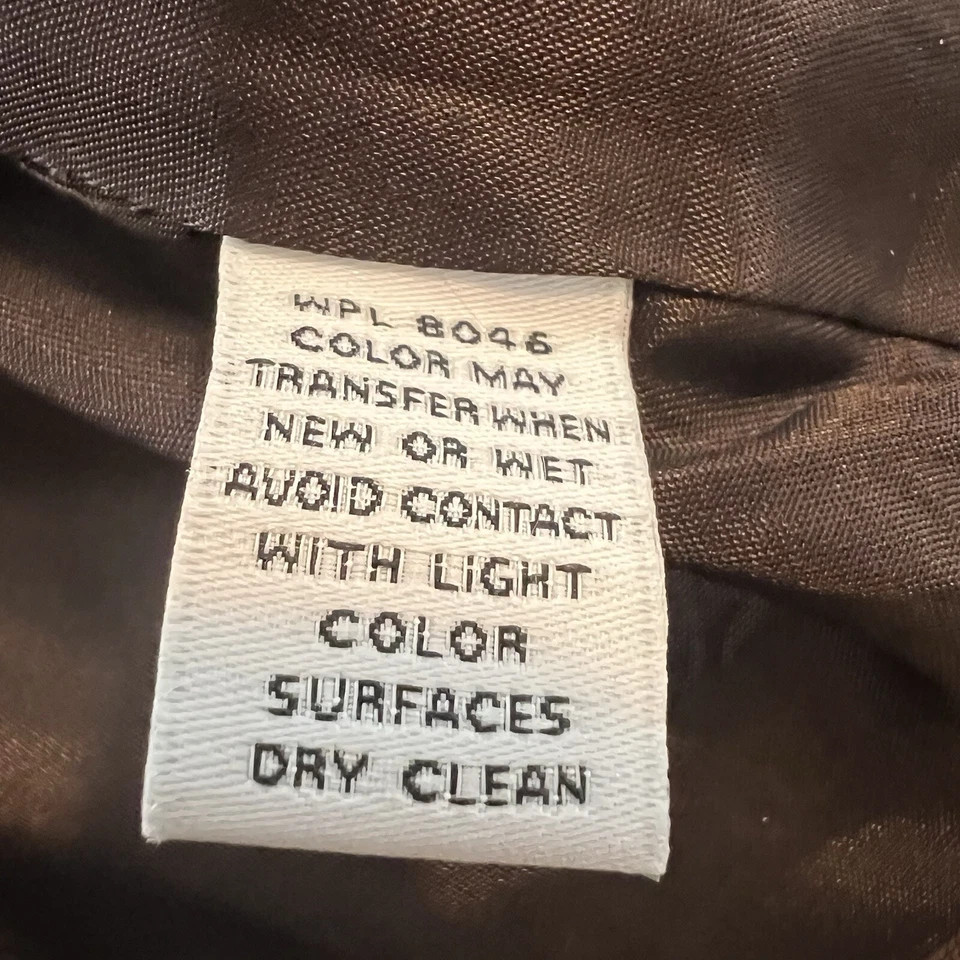 WPL 8046
COLOR MAY
TRANSFER WHEN
NEW OR WET
AVOID CONTACT
WITH LIGHT
COLOR
SURFACES
DRY CLEAN